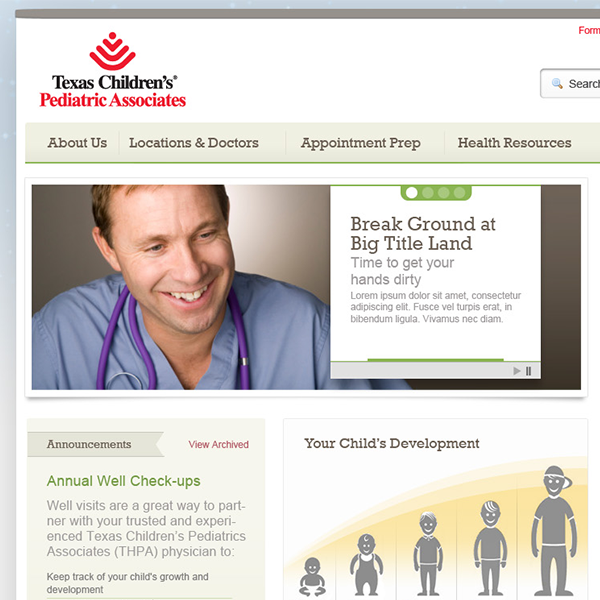 Form
Texas Children's®
Pediatric Associates
Search
About Us
Locations & Doctors
Appointment Prep
Health Resources
Break Ground at
Big Title Land
Time to get your
hands dirty
Lorem ipsum dolor sit amet, consectetur
adipiscing elit. Fusce vel turpis erat, in
bibendum ligula. Vivamus nec diam.
Announcements
View Archived
Annual Well Check-ups
Well visits are a great way to part-
ner with your trusted and experi-
enced Texas Children's Pediatrics
Associates (THPA) physician to:
Keep track of your child's growth and
development
Your Child's Development